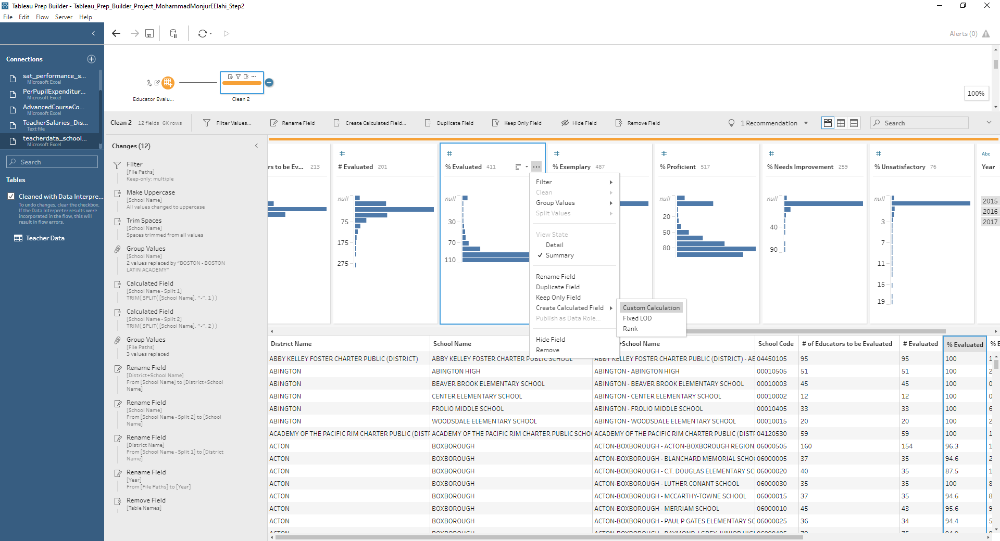 Tableau Prep Builder - Tableau_Prep_Builder_Project_MohammadMonjurEElahi_Step2
File Edit Flow Server Help
Alerts (0)
Connections
sat_performance_s...
Microsoft Excel
PerPupilExpenditur...
Microsoft Excel
AdvancedCourseCo...
Microsoft Excel
TeacherSalaries_Dis...
Text file
teacherdata_school...
Microsoft Excel
Search
Tables
Cleaned with Data Interpre...
To undo changes, clear the checkbox.
If the Data Interpreter results were
incorporated in the flow, this will
result in flow errors.
Teacher Data
Educator Evalu...
Clean 2
100%
Clean 2 12 fields 6K rows
Filter Values... Rename Field Create Calculated Field... Duplicate Field Keep Only Field Hide Field Remove Field
1 Recommendation
Search
Changes (12)
Filter
[File Paths]
Keep-only: multiple
Make Uppercase
[School Name]
All values changed to uppercase
Trim Spaces
[School Name]
Spaces trimmed from all values
Group Values
[School Name]
2 values replaced by “BOSTON - BOSTON
LATIN ACADEMY”
Calculated Field
[School Name - Split 1]
TRIM( SPLIT( [School Name], "-", 1 ) )
Calculated Field
[School Name - Split 2]
TRIM( SPLIT( [School Name], "-", 2 ) )
Group Values
[File Paths]
3 values replaced
Rename Field
[District+School Name]
From [School Name] to [District+School
Name]
Rename Field
[School Name]
From [School Name - Split 2] to [School
Name]
Rename Field
[District Name]
From [School Name - Split 1] to [District
Name]
Rename Field
[Year]
From [File Paths] to [Year]
Remove Field
[Table Names]
rs to be Ev... 213
# Evaluated 201
null
75
175
275
% Evaluated 411
null
30
70
110
% Exemplary 487
% Proficient 517
null
20
50
80
% Needs Improvement 259
null
40
90
% Unsatisfactory 76
null
3
7
11
15
19
Abc
Year
2015
2016
2017
Filter
Clean
Group Values
Split Values
View State
Detail
Summary
Rename Field
Duplicate Field
Keep Only Field
Create Calculated Field
Publish as Data Role...
Hide Field
Remove
Custom Calculation
Fixed LOD
Rank
District Name School Name +School Name School Code # of Educators to be Evaluated # Evaluated % Evaluated % E
ABBY KELLEY FOSTER CHARTER PUBLIC (DISTRICT) ABBY KELLEY FOSTER CHARTER PUBLIC SCHOOL ABBY KELLEY FOSTER CHARTER PUBLIC (DISTRICT) - AB 04450105 95 95 100 1
ABINGTON ABINGTON HIGH ABINGTON - ABINGTON HIGH 00010505 51 51 100 2
ABINGTON BEAVER BROOK ELEMENTARY SCHOOL ABINGTON - BEAVER BROOK ELEMENTARY SCHOOL 00010003 45 45 100 0
ABINGTON CENTER ELEMENTARY SCHOOL ABINGTON - CENTER ELEMENTARY SCHOOL 00010002 12 12 100 0
ABINGTON FROLIO MIDDLE SCHOOL ABINGTON - FROLIO MIDDLE SCHOOL 00010405 33 33 100 6
ABINGTON WOODSDALE ELEMENTARY SCHOOL ABINGTON - WOODSDALE ELEMENTARY SCHOOL 00010015 20 20 100 2
ACADEMY OF THE PACIFIC RIM CHARTER PUBLIC (DISTR ACADEMY OF THE PACIFIC RIM CHARTER PUBLIC SCHOO ACADEMY OF THE PACIFIC RIM CHARTER PUBLIC (DISTR 04120530 59 59 100 1
ACTON BOXBOROUGH ACTON-BOXBOROUGH - ACTON-BOXBOROUGH REGION 06000505 160 154 96.3 1
ACTON BOXBOROUGH ACTON-BOXBOROUGH - BLANCHARD MEMORIAL SCHO 06000005 37 35 94.6 2
ACTON BOXBOROUGH ACTON-BOXBOROUGH - C.T. DOUGLAS ELEMENTARY SC 06000020 40 35 87.5 1
ACTON BOXBOROUGH ACTON-BOXBOROUGH - LUTHER CONANT SCHOOL 06000030 35 35 100 8
ACTON BOXBOROUGH ACTON-BOXBOROUGH - MCCARTHY-TOWNE SCHOOL 06000015 37 35 94.6 8
ACTON BOXBOROUGH ACTON-BOXBOROUGH - MERRIAM SCHOOL 06000010 45 43 95.6 9
ACTON BOXBOROUGH ACTON-BOXBOROUGH - PAUL P GATES ELEMENTARY SC 06000025 36 34 94.4 5
ACTON BOXBOROUGH ACTON-BOXBOROUGH - RAYMOND J GREY JUNIOR HIG 06000405 79 75 94.9